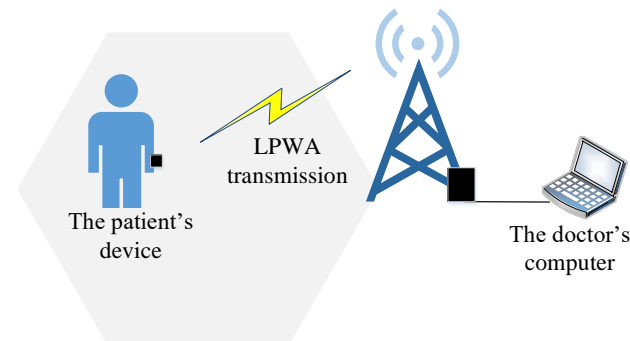 LPWA
transmission
The patient’s
device
The doctor’s
computer